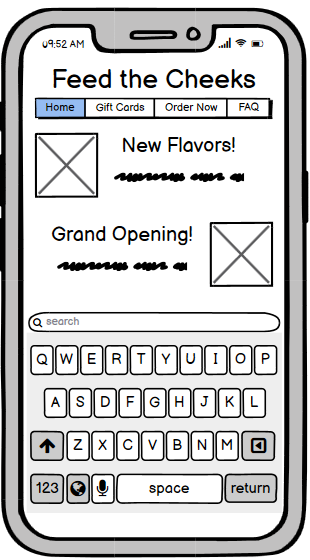 09:52 AM
Feed the Cheeks
Home Gift Cards Order Now FAQ
New Flavors!
Grand Opening!
search
Q W E R T Y U I O P
A S D F G H J K L
Z X C V B N M
123 space return